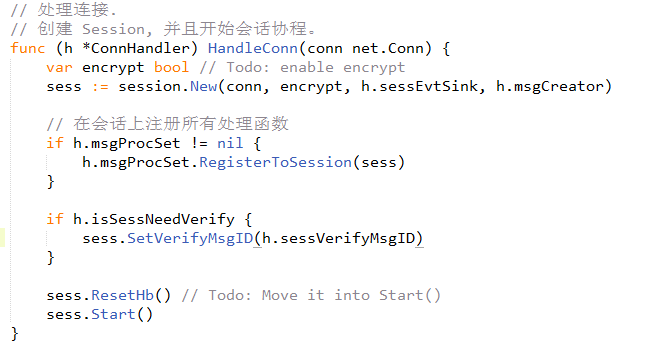 // 处理连接.
// 创建 Session, 并且开始会话协程。
func (h *ConnHandler) HandleConn(conn net.Conn) {
    var encrypt bool // Todo: enable encrypt
    sess := session.New(conn, encrypt, h.sessEvtSink, h.msgCreator)

    // 在会话上注册所有处理函数
    if h.msgProcSet != nil {
        h.msgProcSet.RegisterToSession(sess)
    }

    if h.isSessNeedVerify {
        sess.SetVerifyMsgID(h.sessVerifyMsgID)
    }

    sess.ResetHb() // Todo: Move it into Start()
    sess.Start()
}